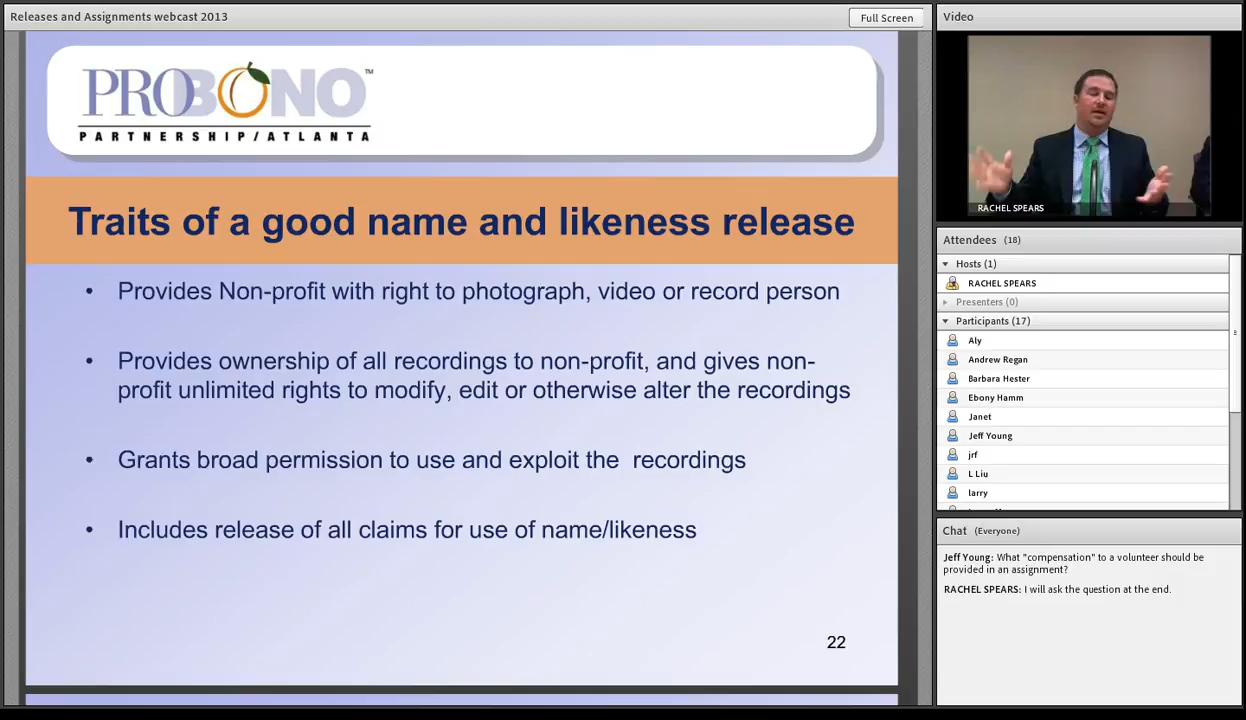 Releases and Assignments webcast 2013
Full Screen
PROBONO™
PARTNERSHIP/ATLANTA
Traits of a good name and likeness release
• Provides Non-profit with right to photograph, video or record person
• Provides ownership of all recordings to non-profit, and gives non-
profit unlimited rights to modify, edit or otherwise alter the recordings
• Grants broad permission to use and exploit the recordings
• Includes release of all claims for use of name/likeness
22
Video
RACHEL SPEARS
Attendees (18)
Hosts (1)
RACHEL SPEARS
Presenters (0)
Participants (17)
Aly
Andrew Regan
Barbara Hester
Ebony Hamm
Janet
Jeff Young
jrf
L Liu
larry
Chat (Everyone)
Jeff Young: What "compensation" to a volunteer should be
provided in an assignment?
RACHEL SPEARS: I will ask the question at the end.